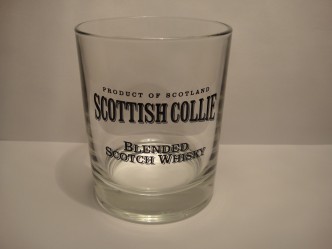 PRODUCT OF SCOTLAND
SCOTTISH COLLIE
BLENDED
SCOTCH WHISKY